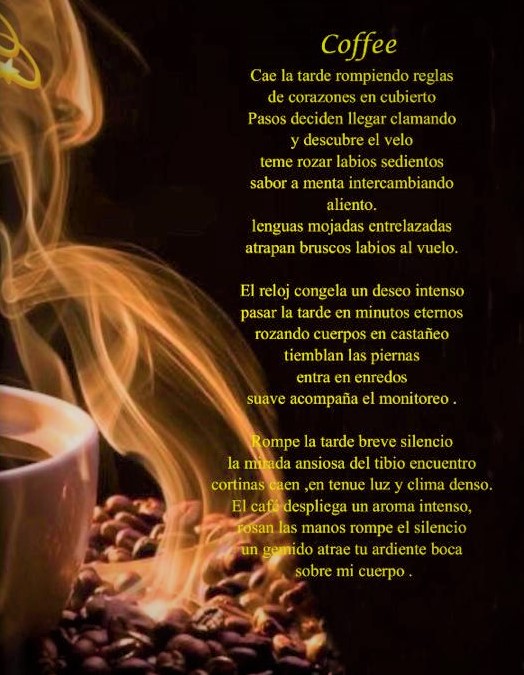 Coffee
Cae la tarde rompiendo reglas
de corazones en cubierto
Pasos deciden llegar clamando
y descubre el velo
teme rozar labios sedientos
sabor a menta intercambiando
aliento.
lenguas mojadas entrelazadas
atrapan bruscos labios al vuelo.
El reloj congela un deseo intenso
pasar la tarde en minutos eternos
rozando cuerpos en castañeo
tiemblan las piernas
entra en enredos
suave acompaña el monitoreo .
Rompe la tarde breve silencio
la mirada ansiosa del tibio encuentro
cortinas caen ,en tenue luz y clima denso.
El café despliega un aroma intenso,
rosan las manos rompe el silencio
un gemido atrae tu ardiente boca
sobre mi cuerpo .